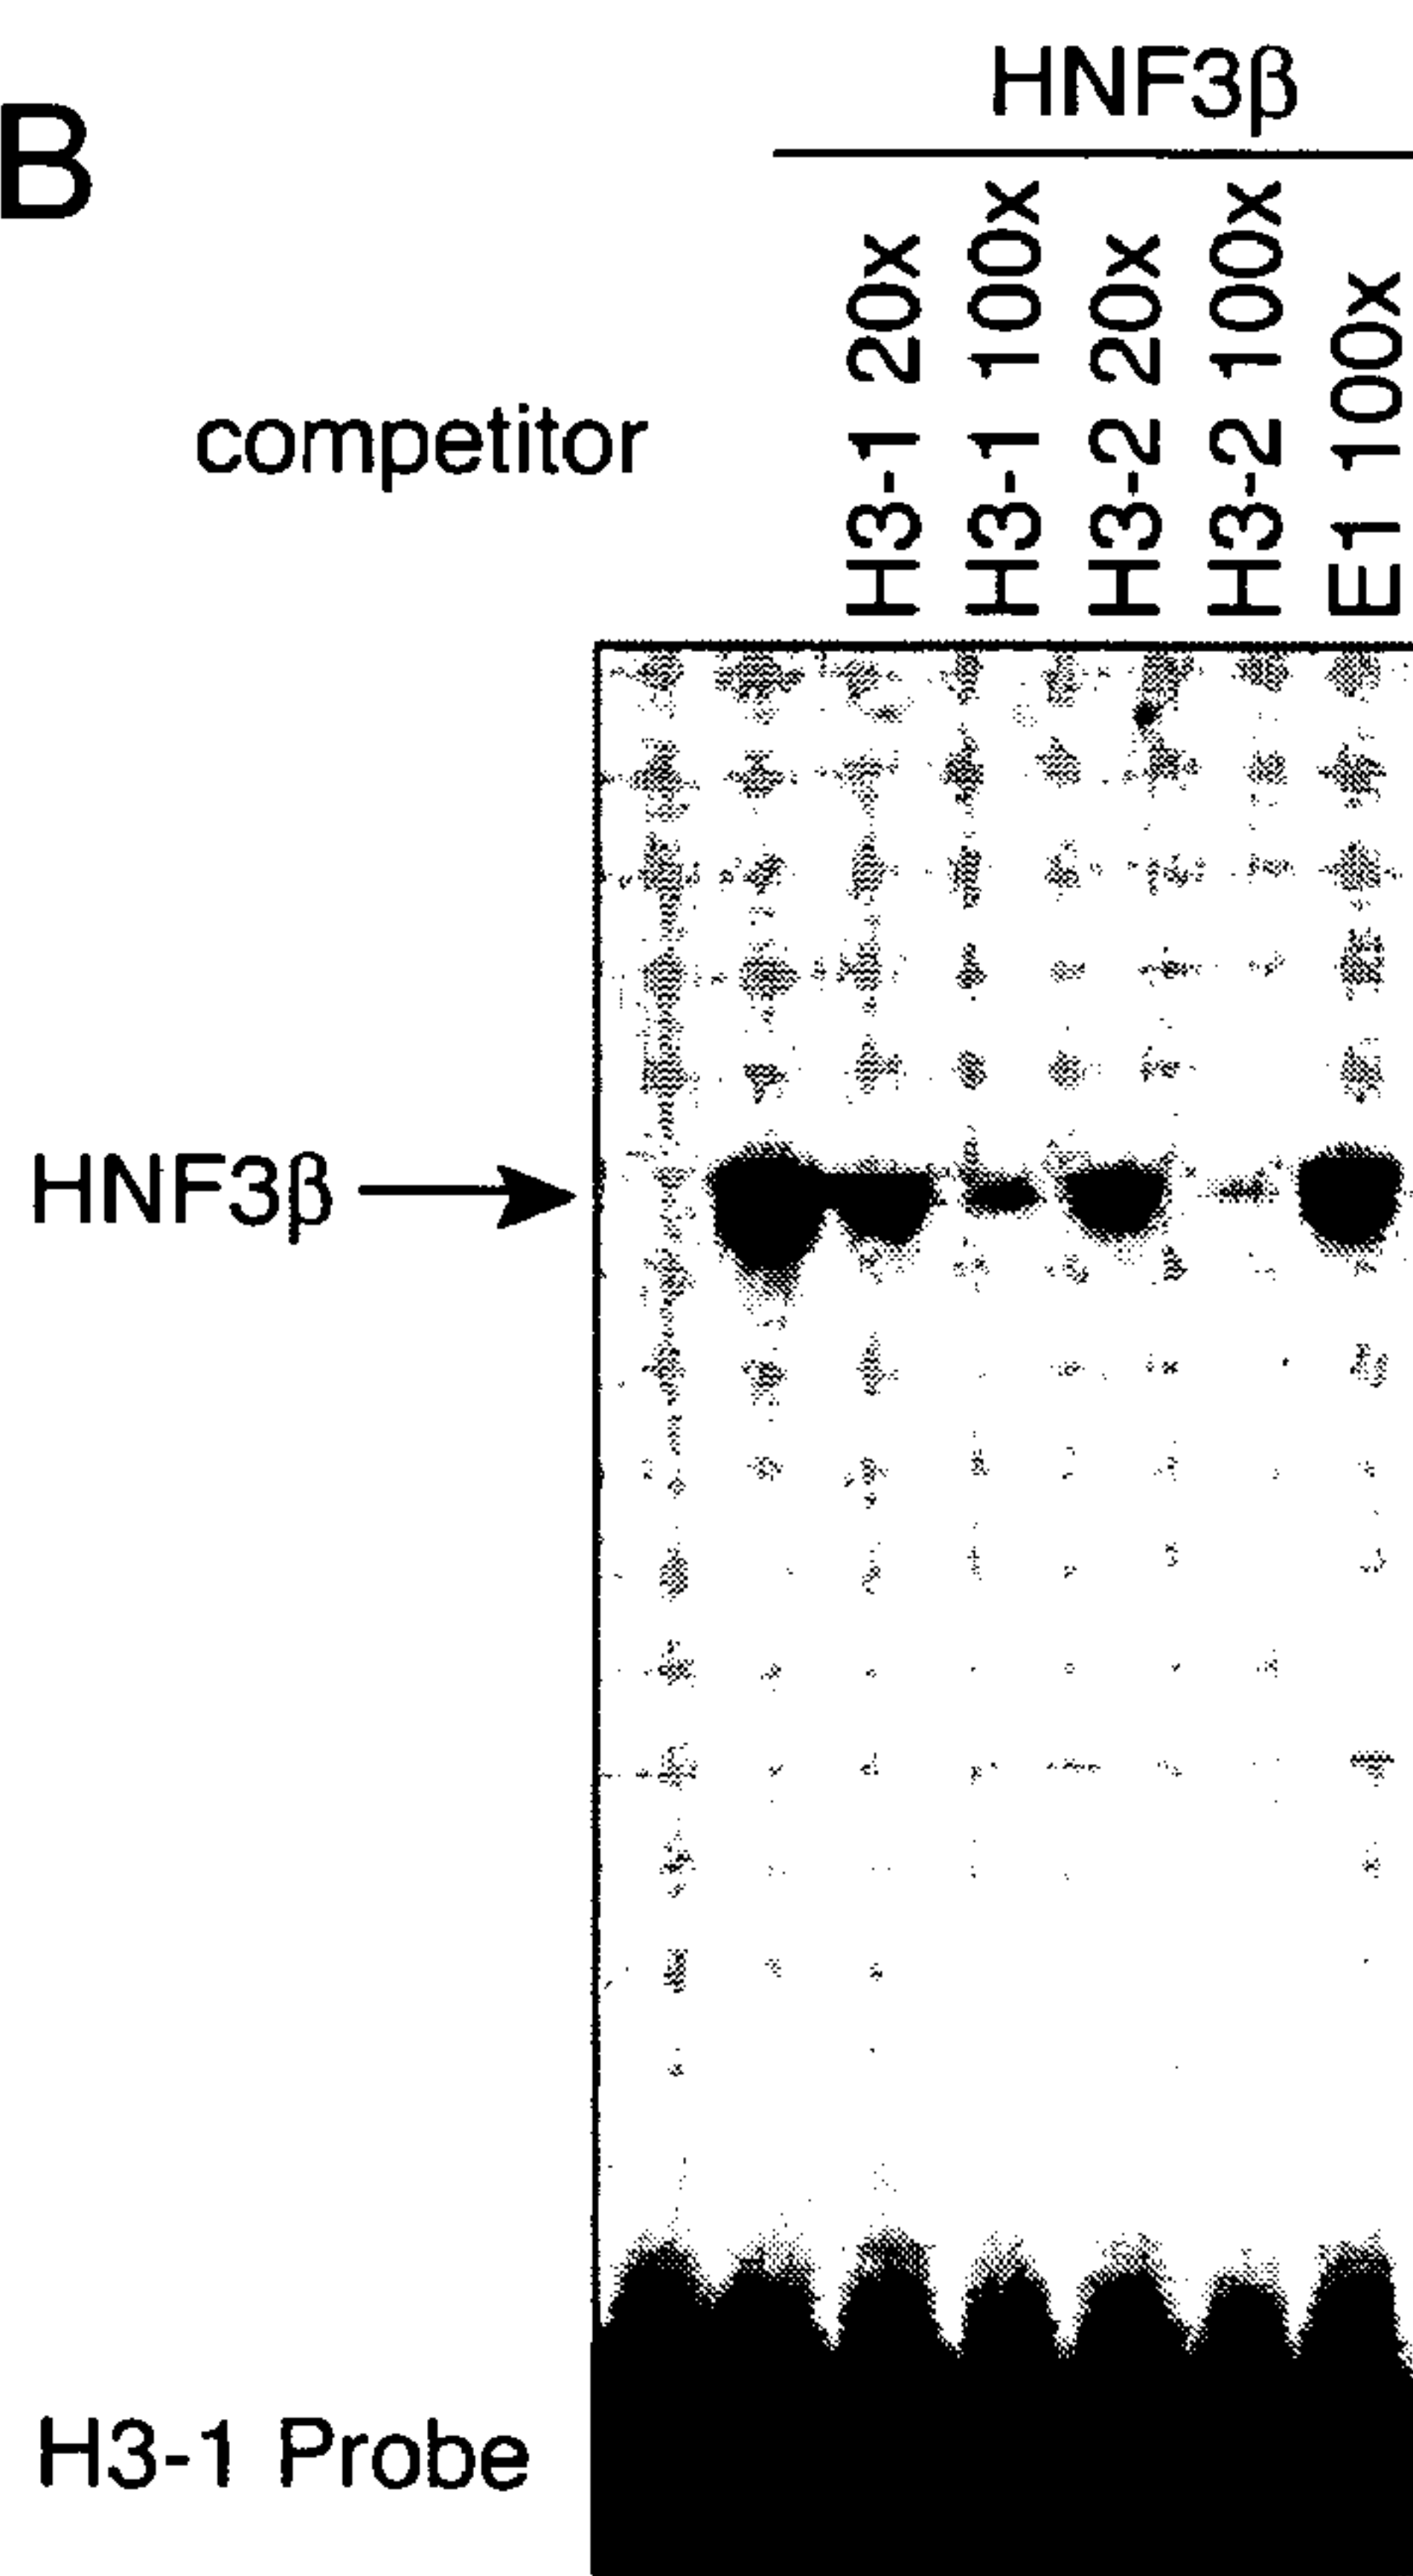 B
HNF3β
competitor
H3-1 20x
H3-1 100x
H3-2 20x
H3-2 100x
E1 100x
HNF3β
H3-1 Probe